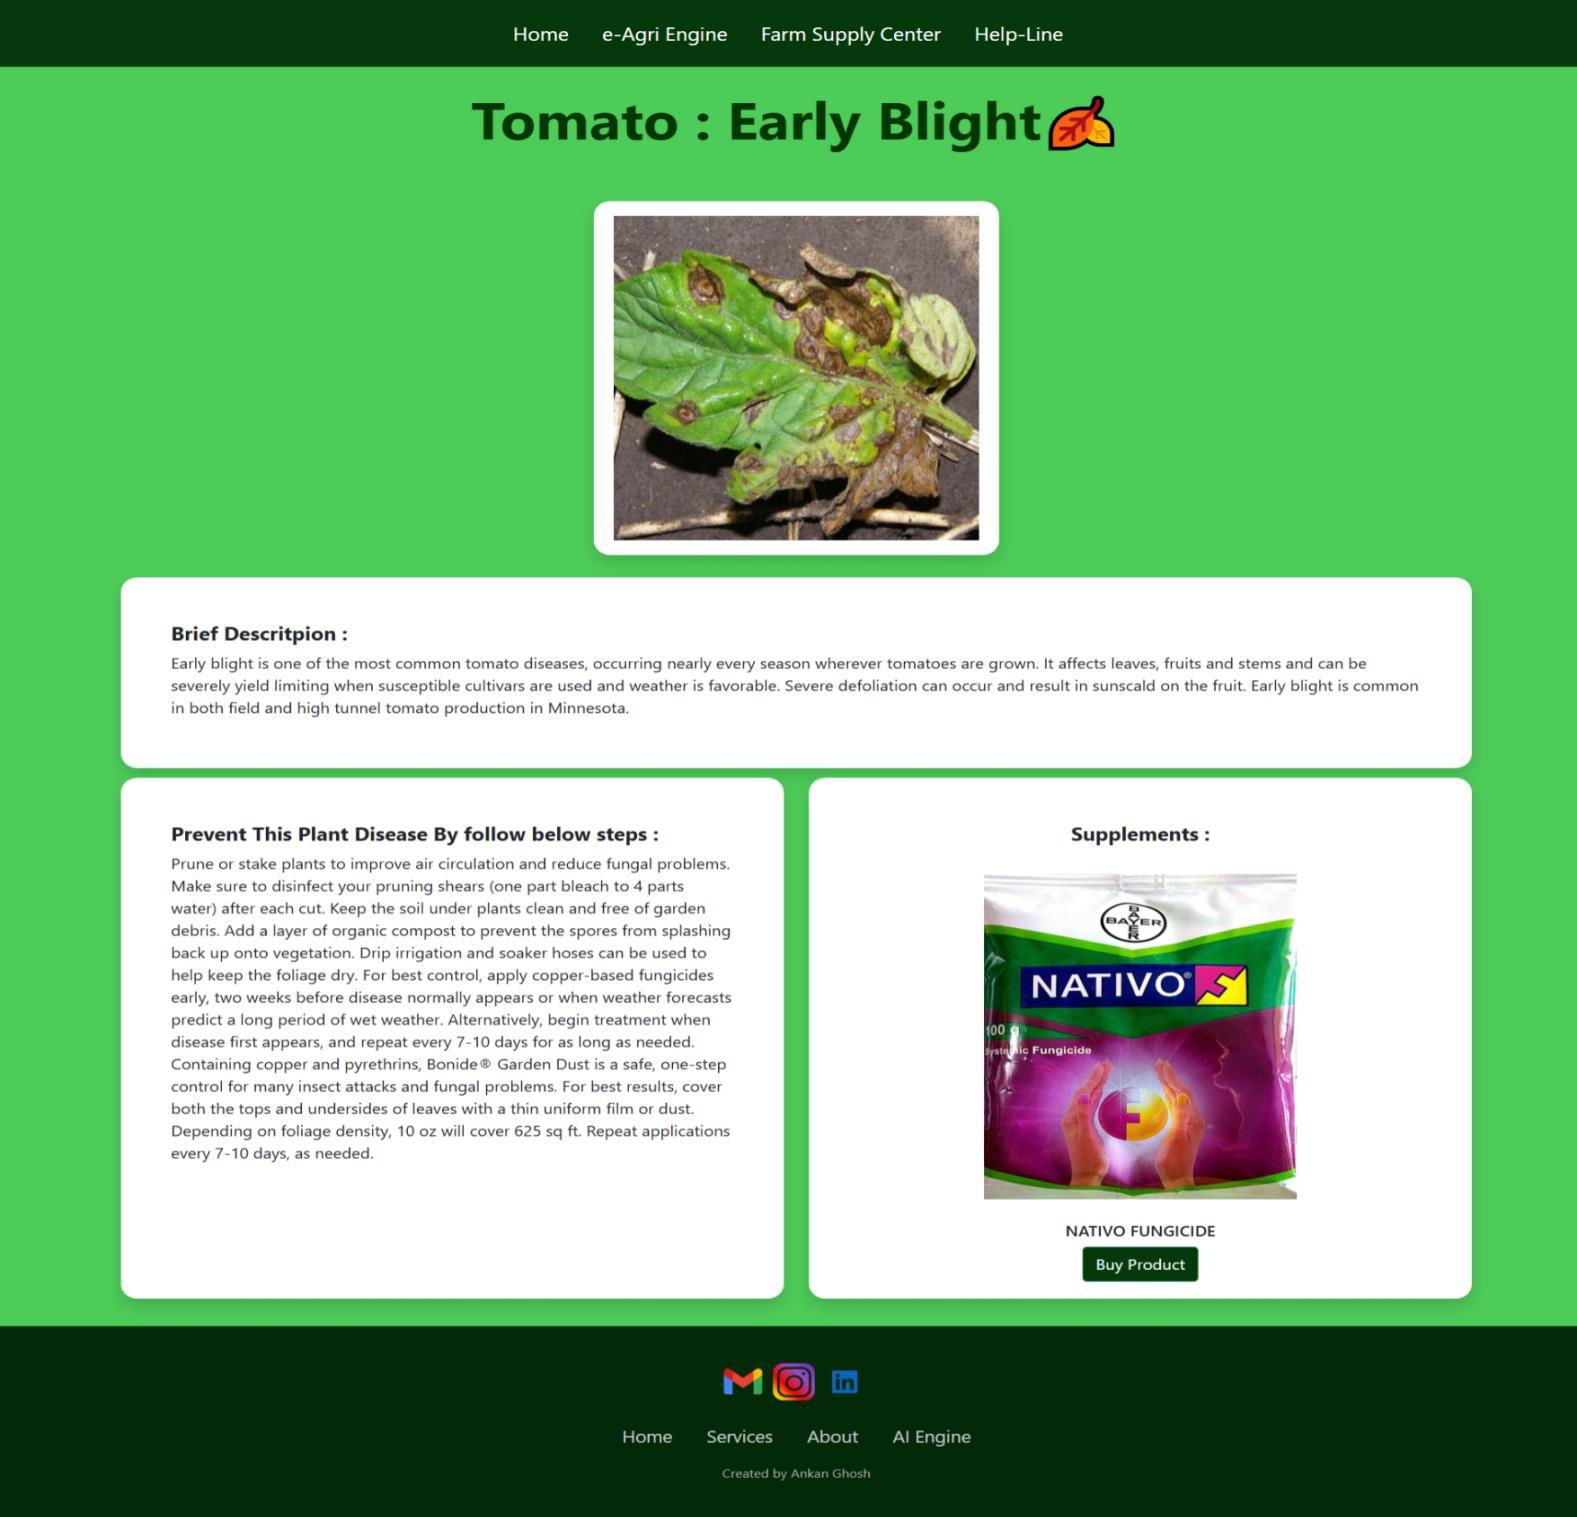 Home e-Agri Engine Farm Supply Center Help-Line
Tomato : Early Blight
Brief Descritpion :
Early blight is one of the most common tomato diseases, occurring nearly every season wherever tomatoes are grown. It affects leaves, fruits and stems and can be
severely yield limiting when susceptible cultivars are used and weather is favorable. Severe defoliation can occur and result in sunscald on the fruit. Early blight is common
in both field and high tunnel tomato production in Minnesota.
Prevent This Plant Disease By follow below steps :
Prune or stake plants to improve air circulation and reduce fungal problems.
Make sure to disinfect your pruning shears (one part bleach to 4 parts
water) after each cut. Keep the soil under plants clean and free of garden
debris. Add a layer of organic compost to prevent the spores from splashing
back up onto vegetation. Drip irrigation and soaker hoses can be used to
help keep the foliage dry. For best control, apply copper-based fungicides
early, two weeks before disease normally appears or when weather forecasts
predict a long period of wet weather. Alternatively, begin treatment when
disease first appears, and repeat every 7-10 days for as long as needed.
Containing copper and pyrethrins, Bonide® Garden Dust is a safe, one-step
control for many insect attacks and fungal problems. For best results, cover
both the tops and undersides of leaves with a thin uniform film or dust.
Depending on foliage density, 10 oz will cover 625 sq ft. Repeat applications
every 7-10 days, as needed.
Supplements :
BAYER
BAYER
NATIVO®
100 g
Systemic Fungicide
F
NATIVO FUNGICIDE
Buy Product
in
Home Services About AI Engine
Created by Ankan Ghosh